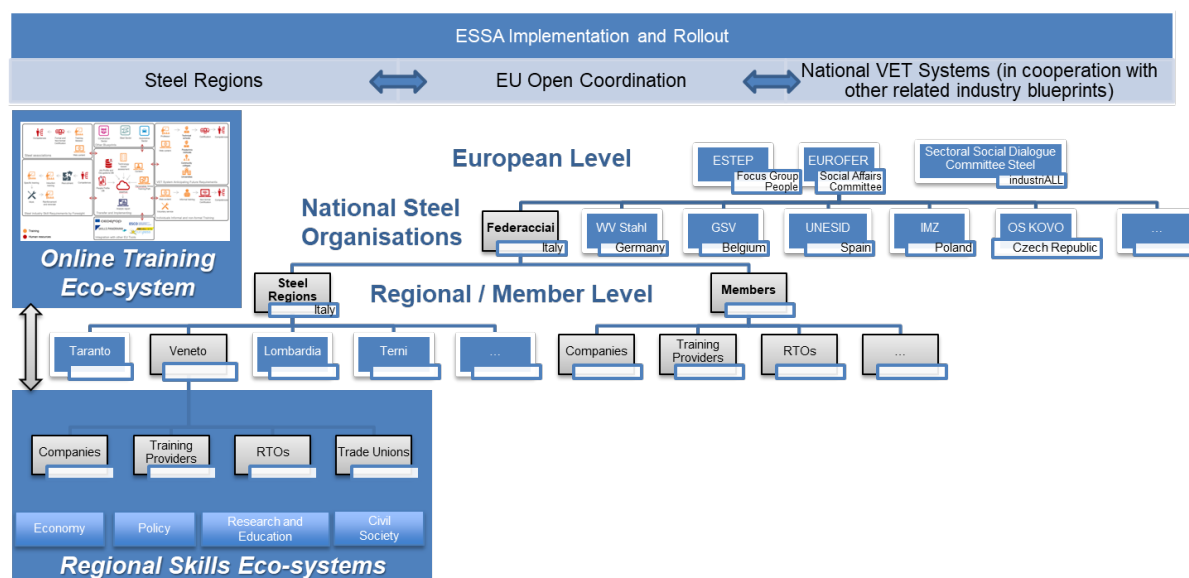 ESSA Implementation and Rollout
Steel Regions
EU Open Coordination
National VET Systems (in cooperation with
other related industry blueprints)
European Level
ESTEP
Focus Group
People
EUROFER
Social Affairs
Committee
Sectoral Social Dialogue
Committee Steel
industriALL
National Steel
Organisations
Federacciai
Italy
WV Stahl
Germany
GSV
Belgium
UNESID
Spain
IMZ
Poland
OS KOVO
Czech Republic
...
Online Training
Eco-system
Regional / Member Level
Steel
Regions
Italy
Members
Taranto
Veneto
Lombardia
Terni
...
Companies
Training
Providers
RTOs
...
Companies
Training
Providers
RTOs
Trade Unions
Economy
Policy
Research and
Education
Civil
Society
Regional Skills Eco-systems